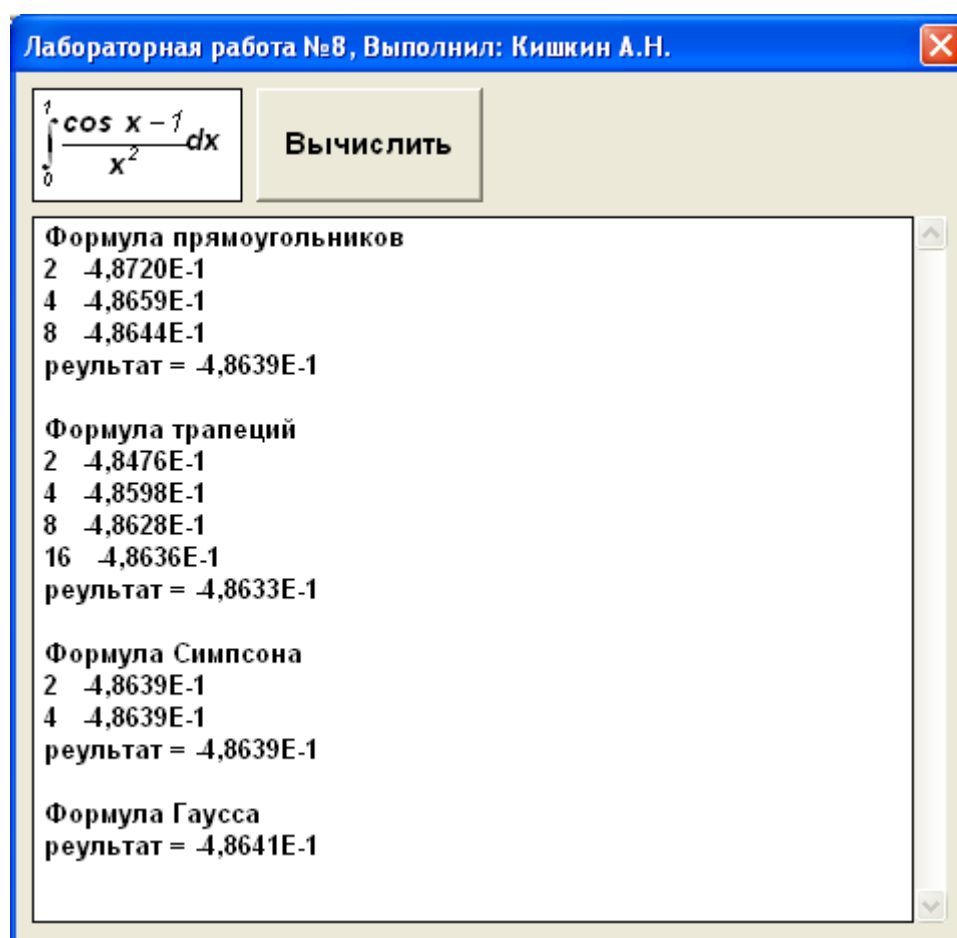 Лабораторная работа №8, Выполнил: Кишкин А.Н.
1
cos x – 1
dx
x²
0
Вычислить
Формула прямоугольников
2 -4,8720E-1
4 -4,8659E-1
8 -4,8644E-1
реультат = -4,8639E-1
Формула трапеций
2 -4,8476E-1
4 -4,8598E-1
8 -4,8628E-1
16 -4,8636E-1
реультат = -4,8633E-1
Формула Симпсона
2 -4,8639E-1
4 -4,8639E-1
реультат = -4,8639E-1
Формула Гаусса
реультат = -4,8641E-1